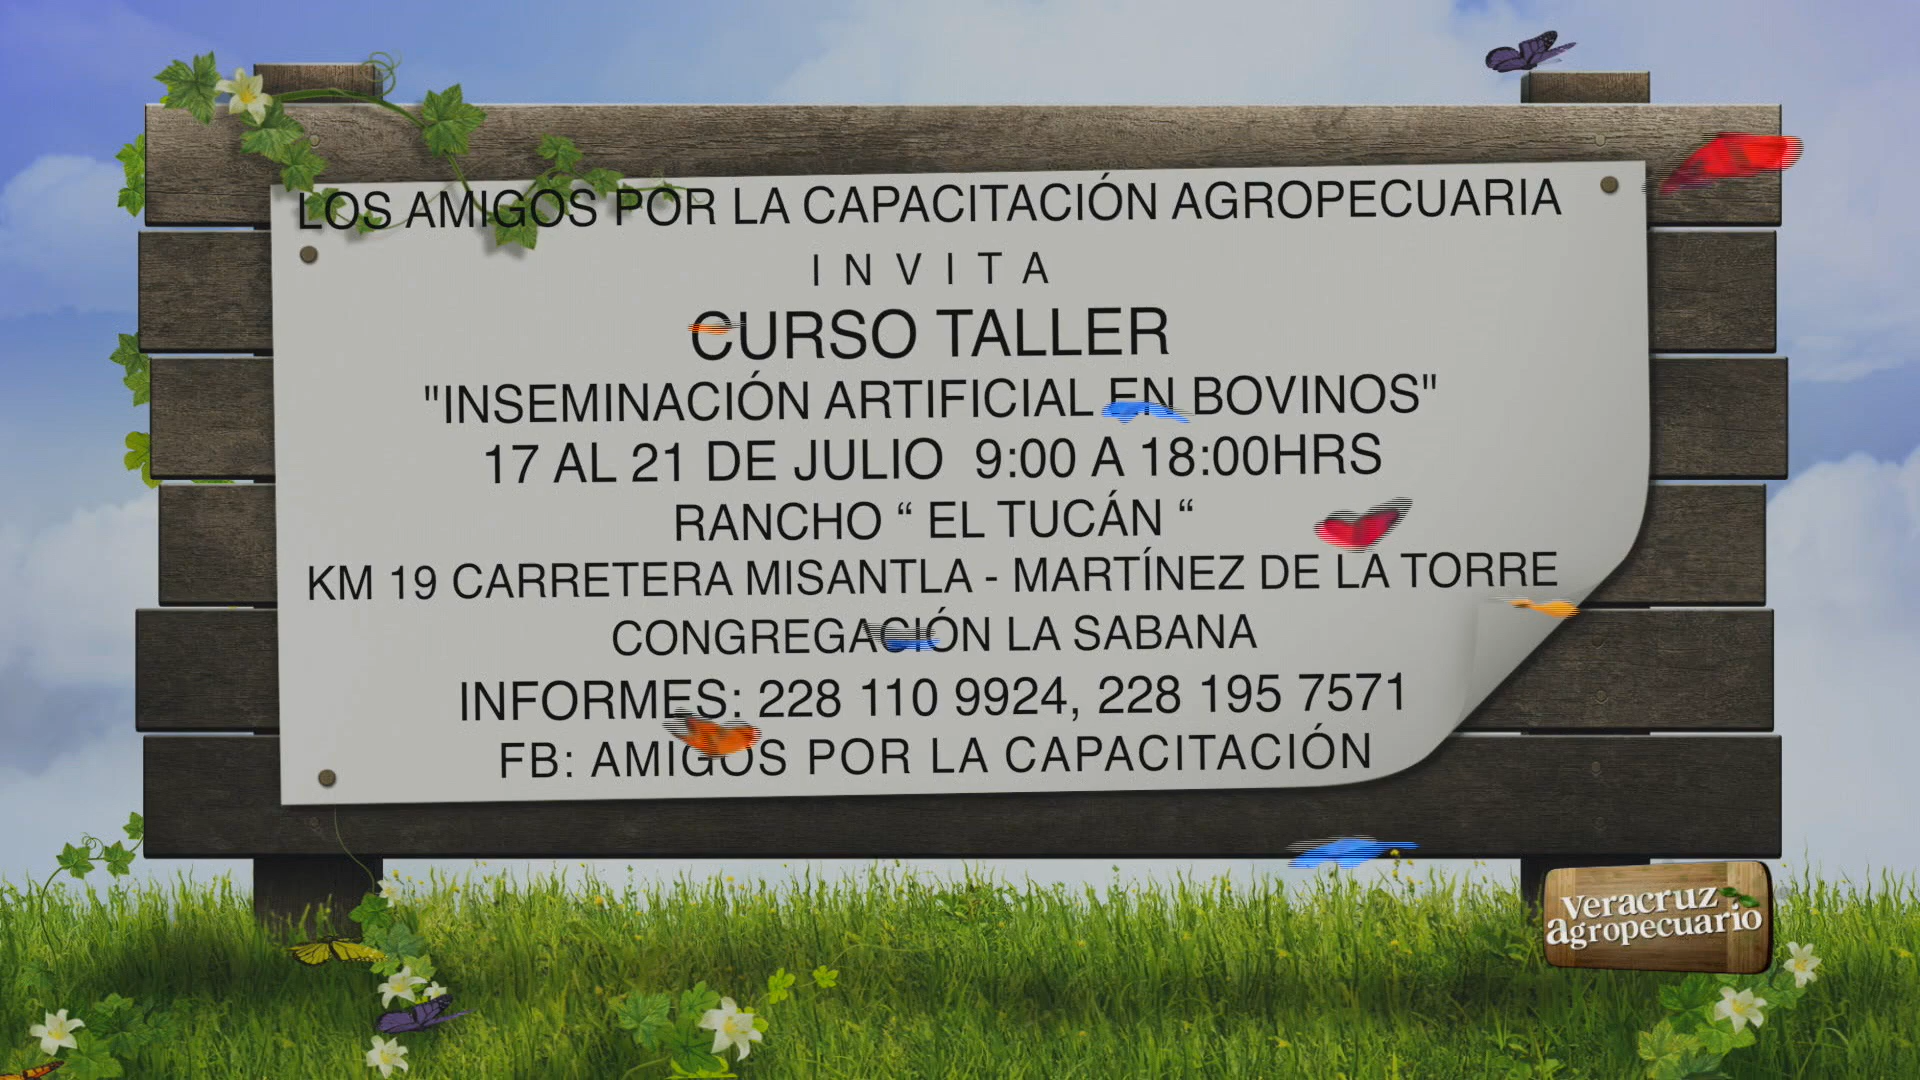 LOS AMIGOS POR LA CAPACITACIÓN AGROPECUARIA
INVITA
CURSO TALLER
"INSEMINACIÓN ARTIFICIAL EN BOVINOS"
17 AL 21 DE JULIO 9:00 A 18:00HRS
RANCHO “ EL TUCÁN “
KM 19 CARRETERA MISANTLA - MARTÍNEZ DE LA TORRE
CONGREGACIÓN LA SABANA
INFORMES: 228 110 9924, 228 195 7571
FB: AMIGOS POR LA CAPACITACIÓN
veracruz
agropecuario